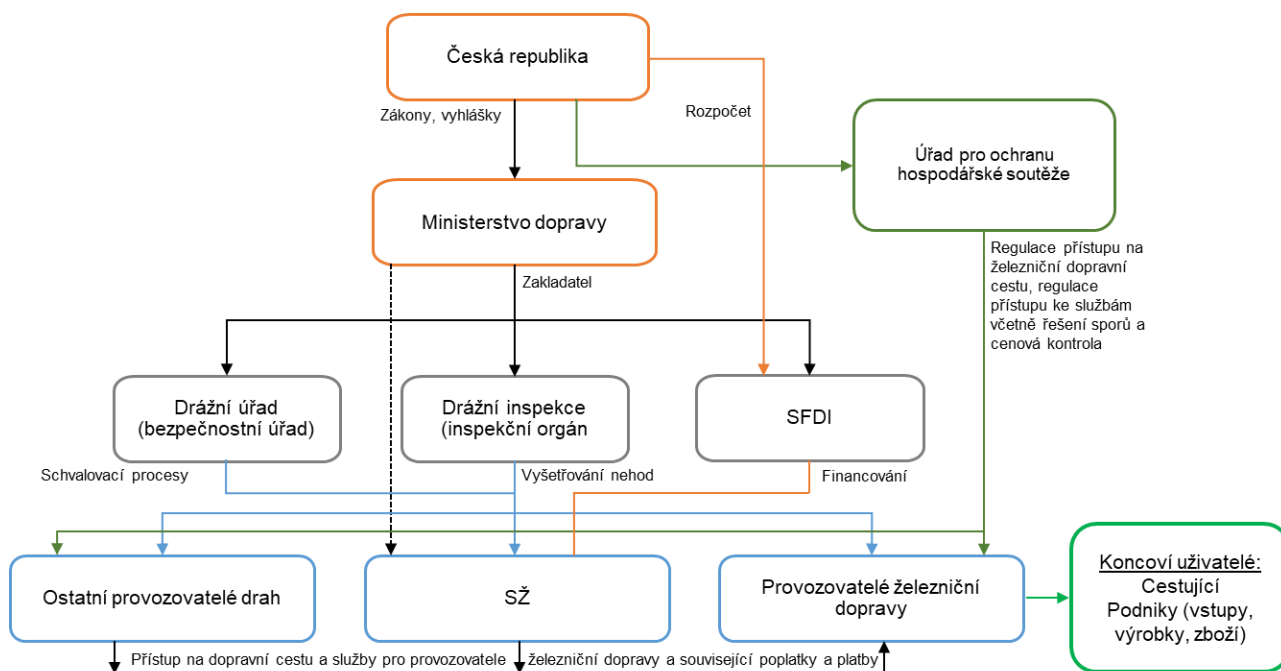 Česká republika
Zákony, vyhlášky
Rozpočet
Úřad pro ochranu
hospodářské soutěže
Ministerstvo dopravy
Zakladatel
Regulace přístupu na
železniční dopravní
cestu, regulace
přístupu ke službám
včetně řešení sporů a
cenová kontrola
Drážní úřad
(bezpečnostní úřad)
Drážní inspekce
(inspekční orgán
SFDI
Schvalovací procesy
Vyšetřování nehod
Financování
Ostatní provozovatelé drah
SŽ
Provozovatelé železniční
dopravy
Koncoví uživatelé:
Cestující
Podniky (vstupy,
výrobky, zboží)
Přístup na dopravní cestu a služby pro provozovatele železniční dopravy a související poplatky a platby